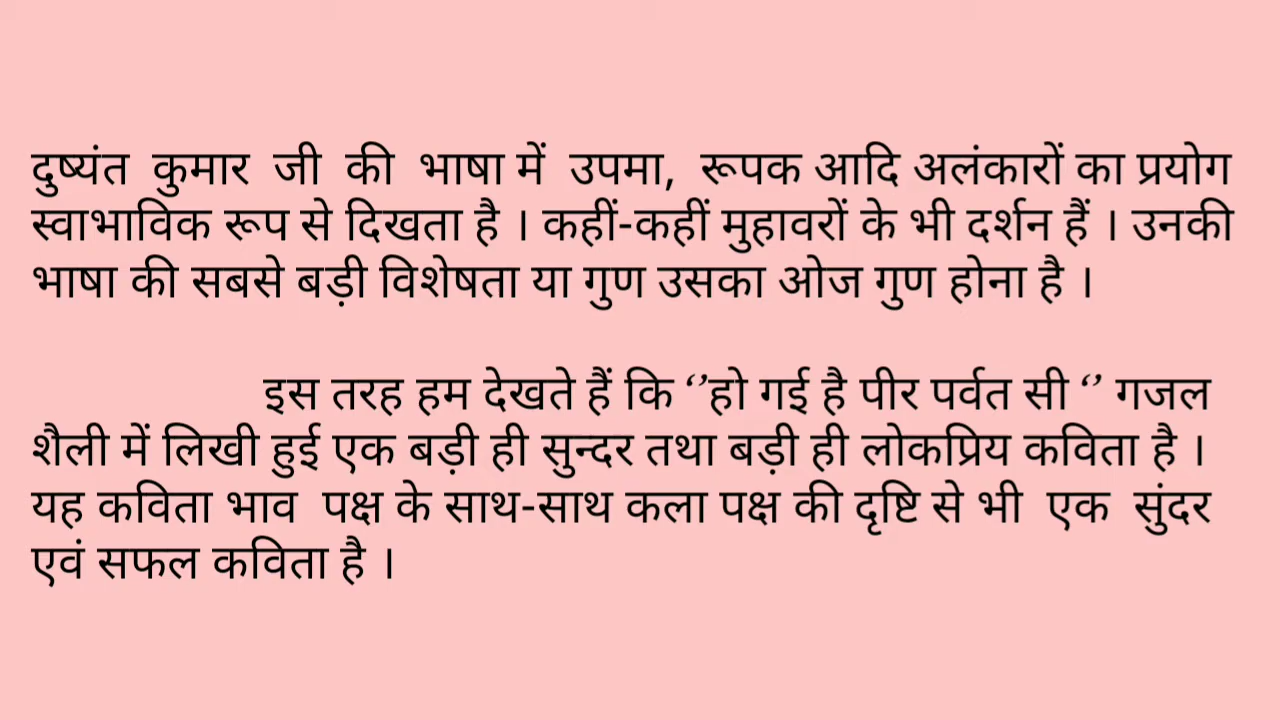 दुष्यंत कुमार जी की भाषा में उपमा, रूपक आदि अलंकारों का प्रयोग
स्वाभाविक रूप से दिखता है । कहीं-कहीं मुहावरों के भी दर्शन हैं । उनकी
भाषा की सबसे बड़ी विशेषता या गुण उसका ओज गुण होना है ।
इस तरह हम देखते हैं कि ‘’हो गई है पीर पर्वत सी ‘’ गजल
शैली में लिखी हुई एक बड़ी ही सुन्दर तथा बड़ी ही लोकप्रिय कविता है ।
यह कविता भाव पक्ष के साथ-साथ कला पक्ष की दृष्टि से भी एक सुंदर
एवं सफल कविता है ।